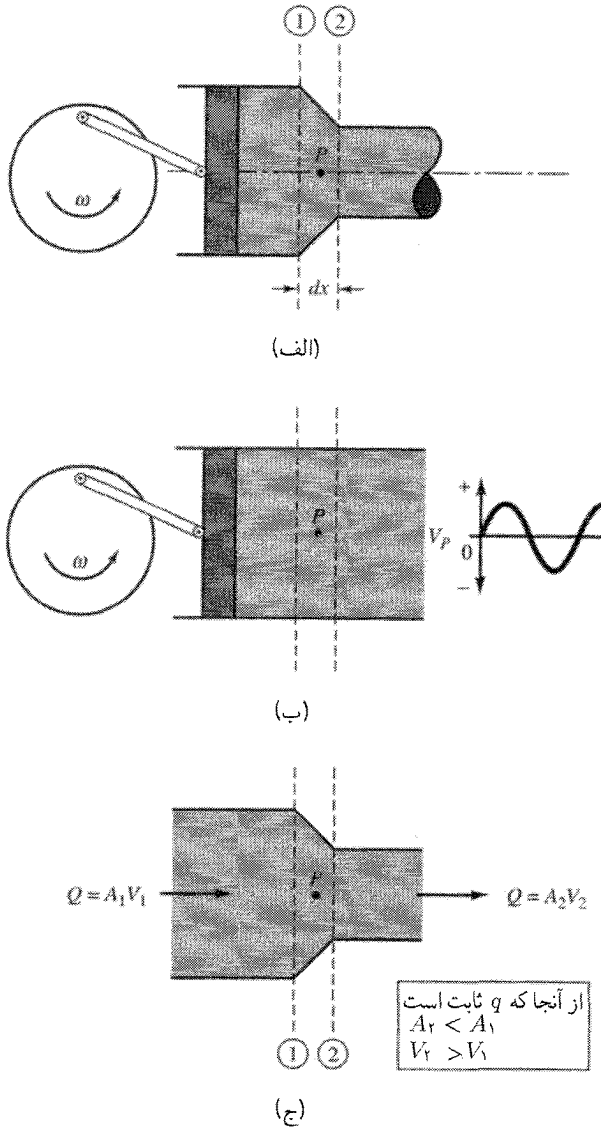 ① ②
P
ω
dx
(الف)
P
ω
V_P
+
0
−
(ب)
Q = A₁V₁
P
Q = A₂V₂
از آنجا که q ثابت است
A₂ < A₁
V₂ > V₁
① ②
(ج)